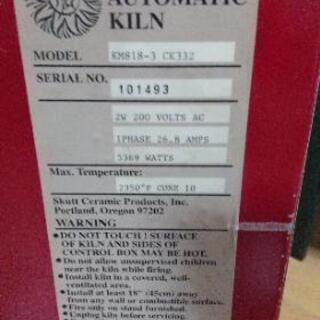 AUTOMATIC
KILN
MODEL KM818-3 CK332
SERIAL NO. 101493
2W 200 VOLTS AC
1PHASE 26.8 AMPS
5369 WATTS
Max. Temperature:
2350°F CONE 10
Skutt Ceramic Products, Inc.
Portland, Oregon 97202
WARNING
• DO NOT TOUCH! SURFACE
OF KILN AND SIDES OF
CONTROL BOX MAY BE HOT.
• Do not allow unsupervised children
near the kiln while firing.
• Install kiln in a covered, well-
ventilated area.
• Install at least 18" (45cm) away
from any wall or combustible surface.
• Fire only on stand furnished.
• Unplug kiln before servicing.